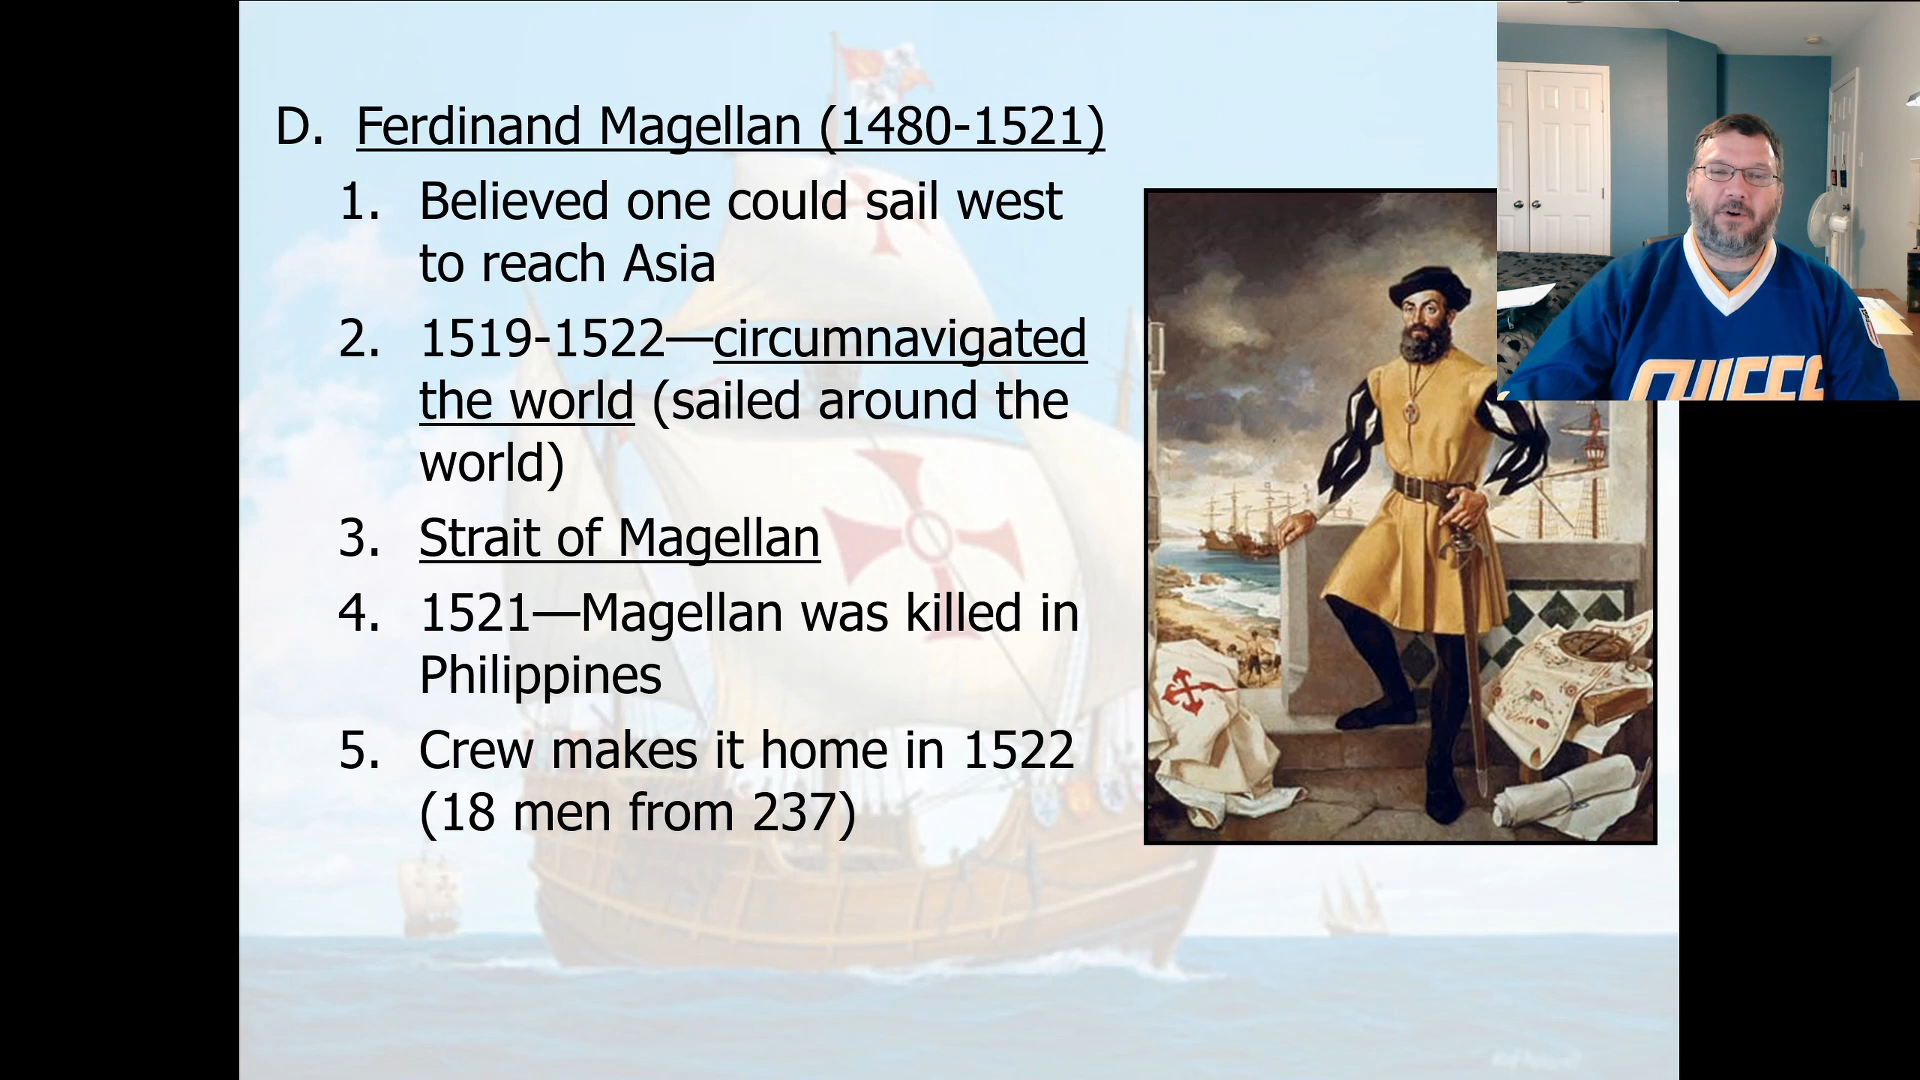 D. Ferdinand Magellan (1480-1521)
1. Believed one could sail west
to reach Asia
2. 1519-1522—circumnavigated
the world (sailed around the
world)
3. Strait of Magellan
4. 1521—Magellan was killed in
Philippines
5. Crew makes it home in 1522
(18 men from 237)
CHIEFS